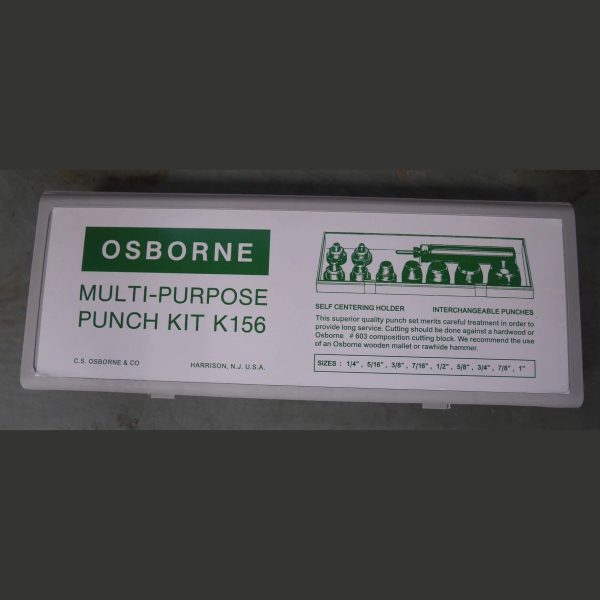 OSBORNE
MULTI-PURPOSE
PUNCH KIT K156
C.S. OSBORNE & CO HARRISON, N.J. U.S.A.
SELF CENTERING HOLDER INTERCHANGEABLE PUNCHES
This superior quality punch set merits careful treatment in order to
provide long service. Cutting should be done against a hardwood or
Osborne # 603 composition cutting block. We recommend the use
of an Osborne wooden mallet or rawhide hammer.
SIZES : 1/4" , 5/16" , 3/8" , 7/16" , 1/2" , 5/8" , 3/4" , 7/8" , 1"